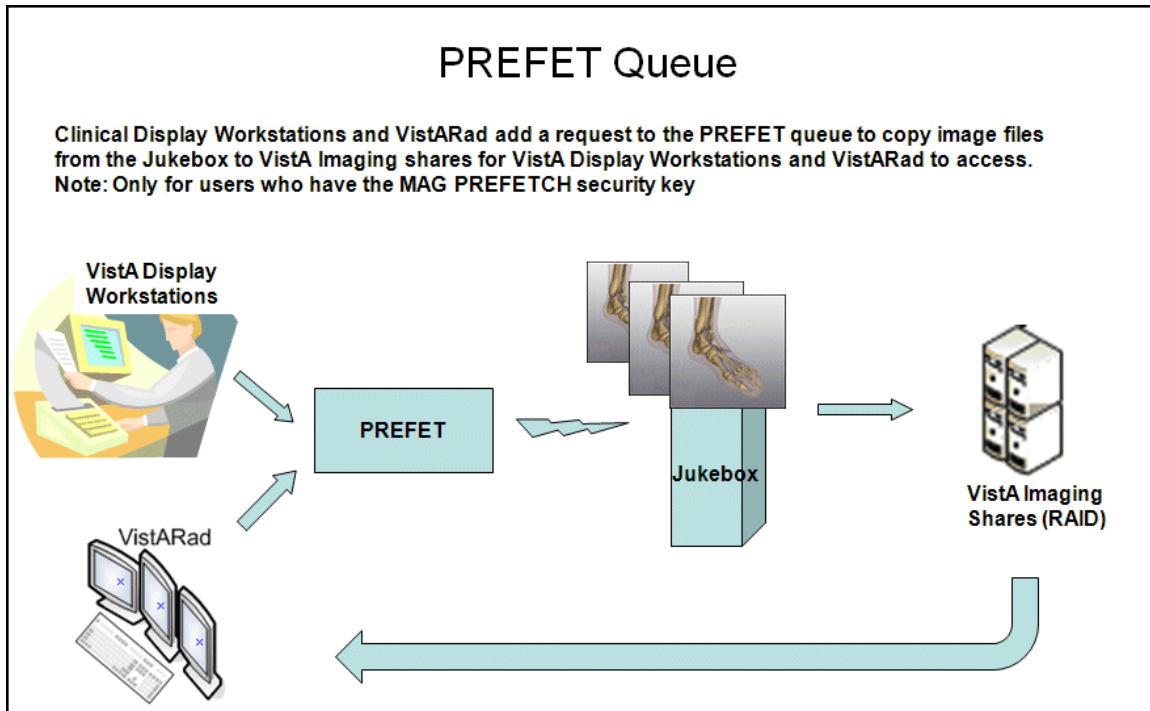 PREFET Queue
Clinical Display Workstations and VistARad add a request to the PREFET queue to copy image files
from the Jukebox to VistA Imaging shares for VistA Display Workstations and VistARad to access.
Note: Only for users who have the MAG PREFETCH security key
VistA Display
Workstations
PREFET
Jukebox
VistA Imaging
Shares (RAID)
VistARad